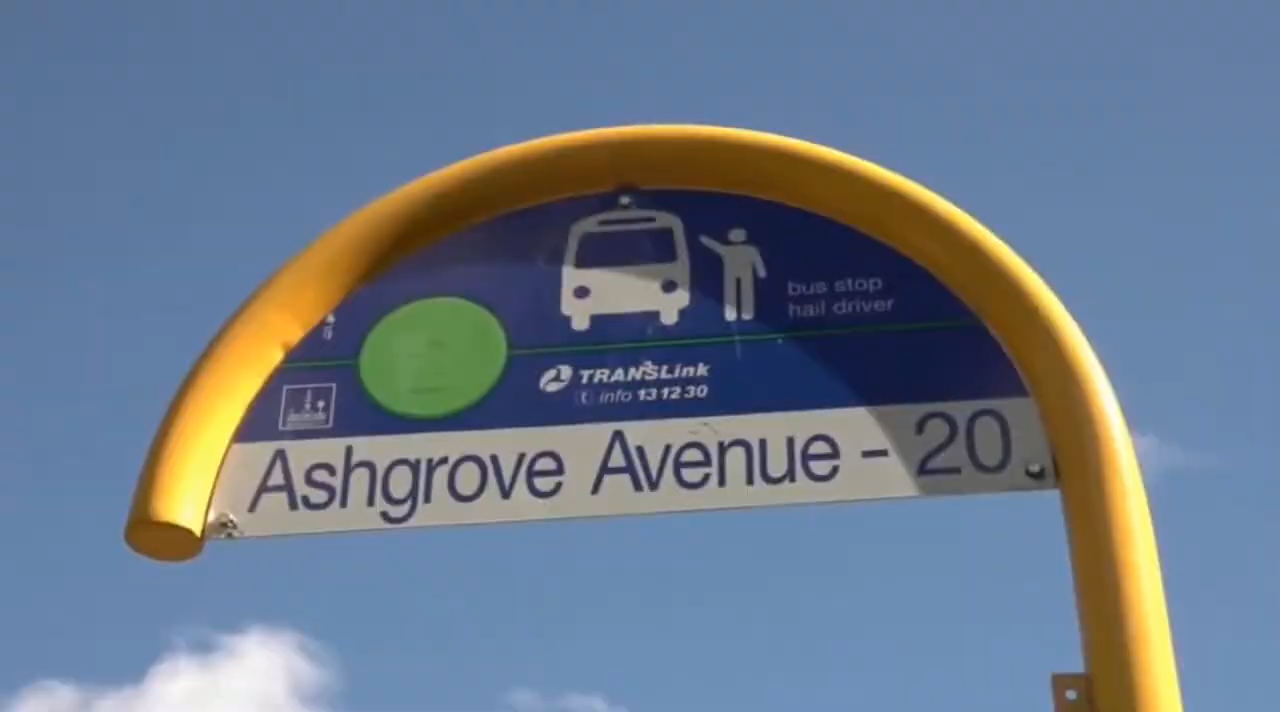 bus stop
hail driver
TRANSLink
info 13 12 30
Ashgrove Avenue - 20